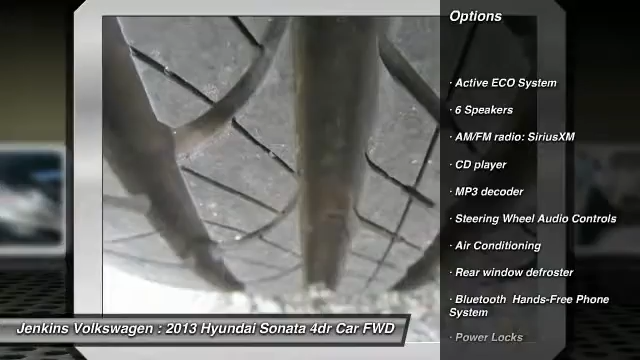 Options
· Active ECO System
· 6 Speakers
· AM/FM radio: SiriusXM
· CD player
· MP3 decoder
· Steering Wheel Audio Controls
· Air Conditioning
· Rear window defroster
· Bluetooth Hands-Free Phone
System
· Power Locks
Jenkins Volkswagen : 2013 Hyundai Sonata 4dr Car FWD